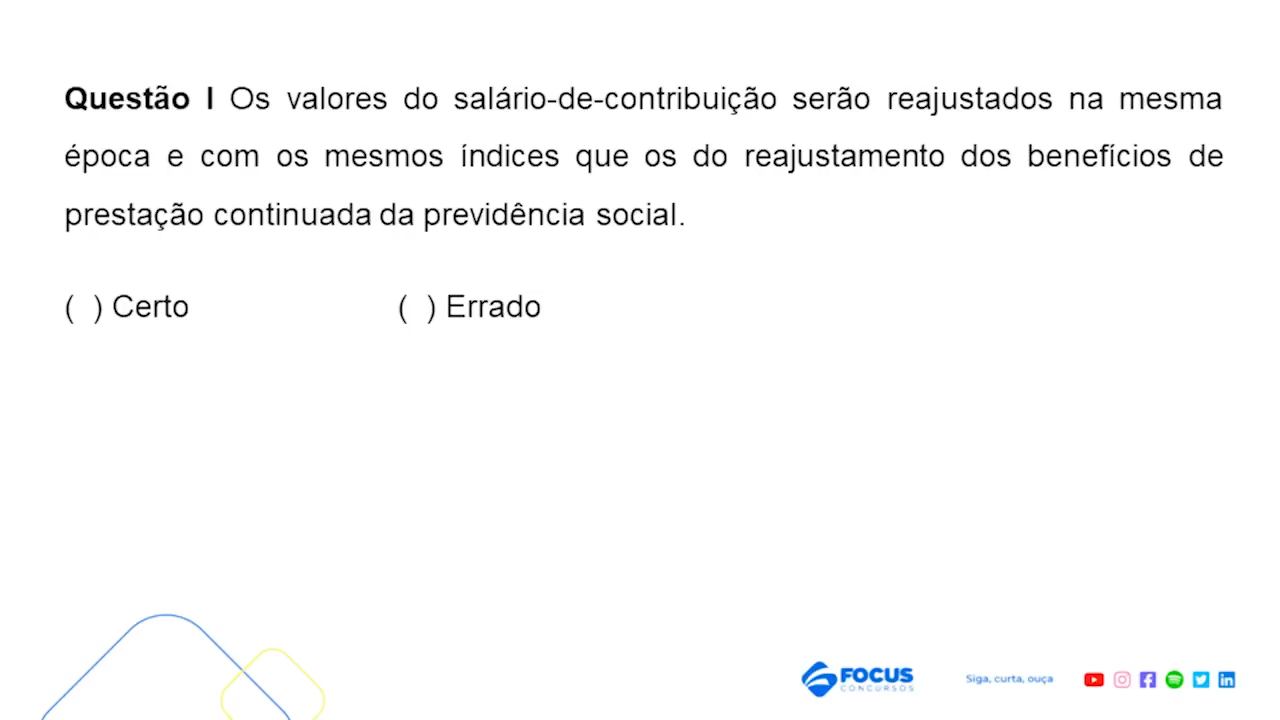 Questão I Os valores do salário-de-contribuição serão reajustados na mesma
época e com os mesmos índices que os do reajustamento dos benefícios de
prestação continuada da previdência social.
( ) Certo ( ) Errado
FOCUS
CONCURSOS
Siga, curta, ouça